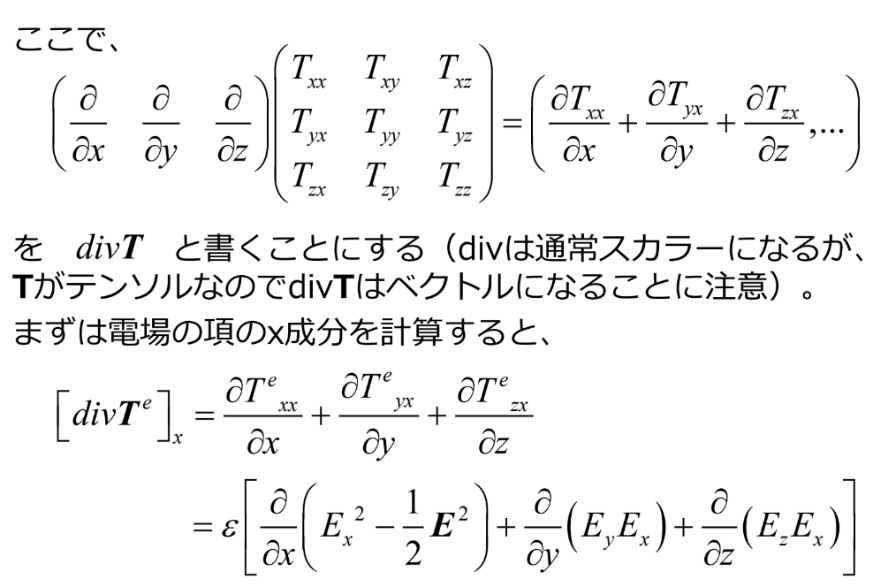 ここで、
(∂/∂x ∂/∂y ∂/∂z)(T_xx T_xy T_xz; T_yx T_yy T_yz; T_zx T_zy T_zz) = (∂T_xx/∂x + ∂T_yx/∂y + ∂T_zx/∂z ,...)
を divT と書くことにする（divは通常スカラーになるが、
TがテンソルなのでdivTはベクトルになることに注意）。
まずは電場の項のx成分を計算すると、
[divT^e]_x = ∂T^e_xx/∂x + ∂T^e_yx/∂y + ∂T^e_zx/∂z
= ε[∂/∂x (E_x^2 − 1/2 E^2) + ∂/∂y (E_y E_x) + ∂/∂z (E_z E_x)]